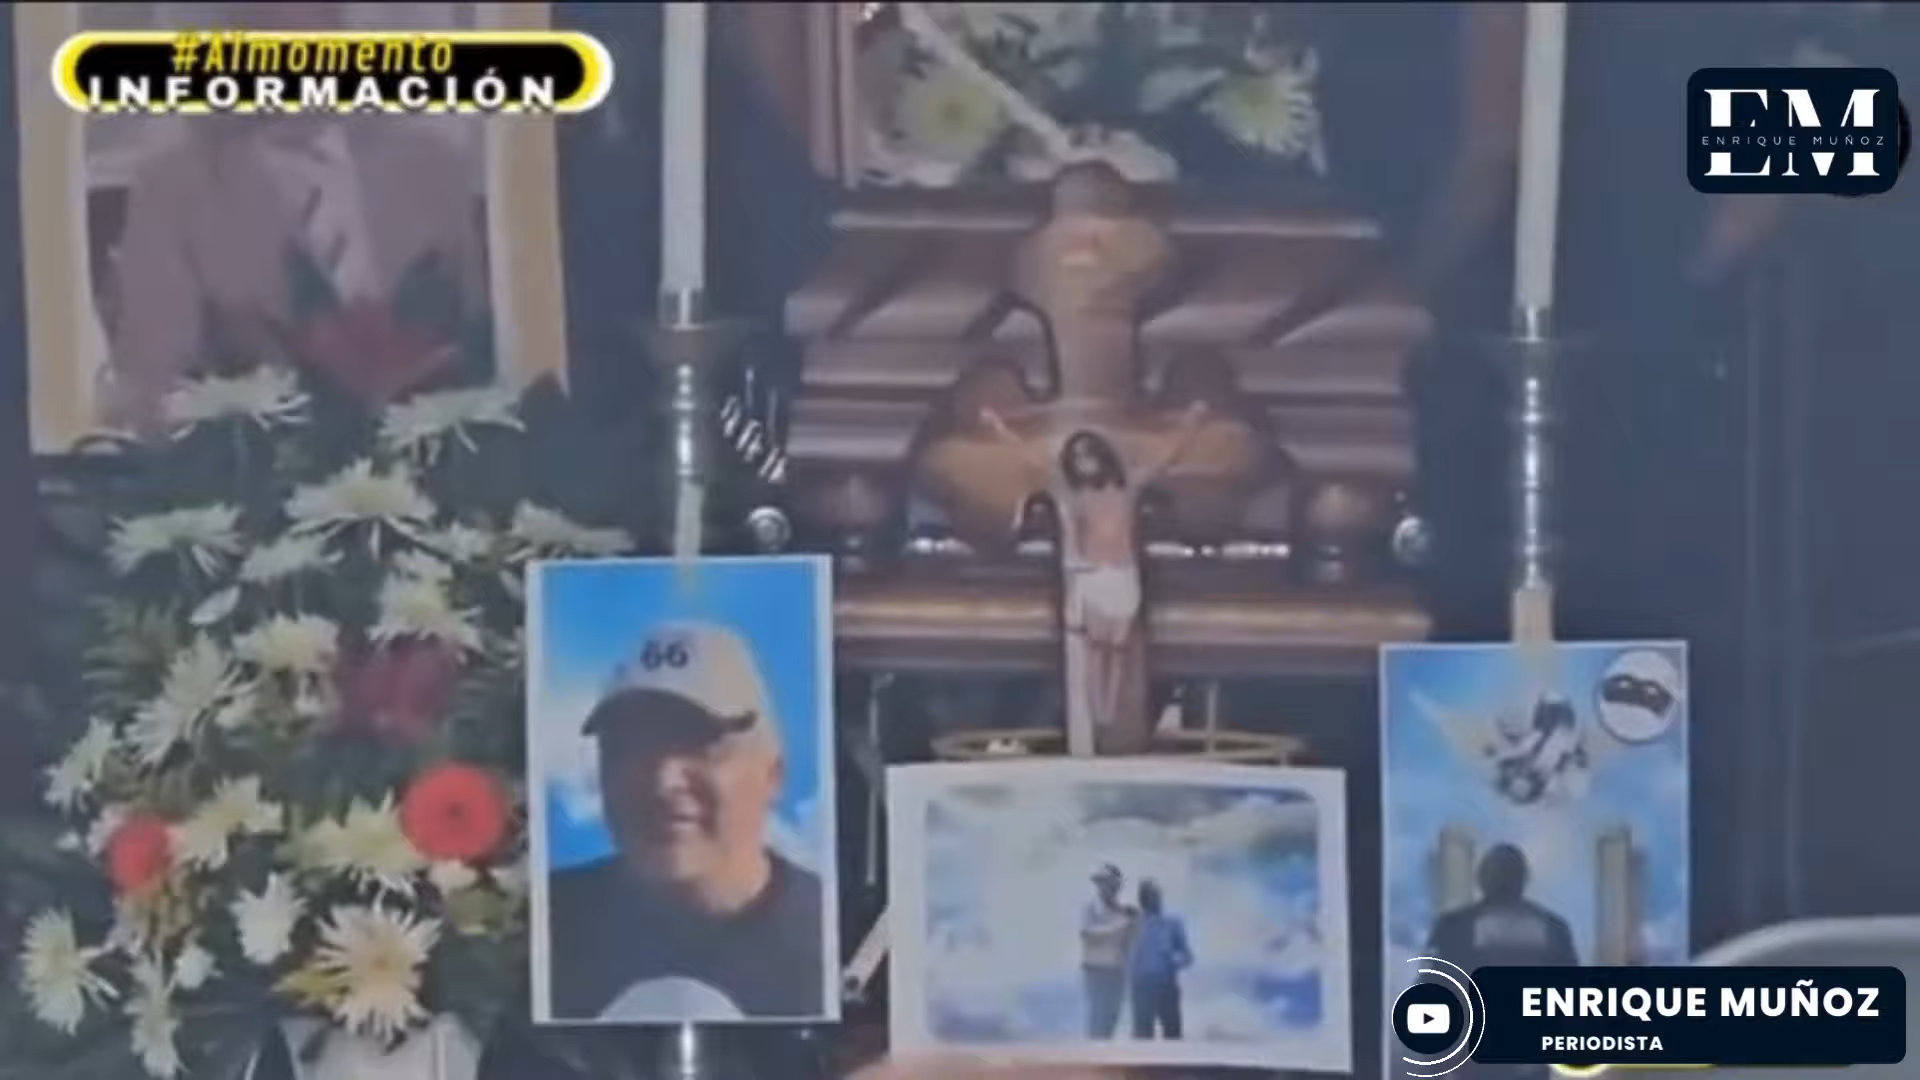 #Almomento
INFORMACIÓN
EM
ENRIQUE MUÑOZ
66
ENRIQUE MUÑOZ
PERIODISTA